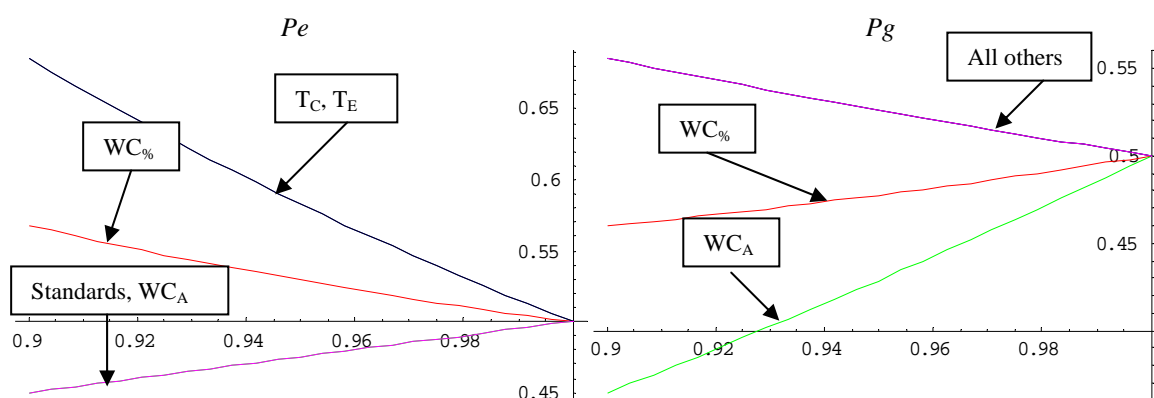 Pe
T_C, T_E
WC_%
Standards, WC_A
0.65
0.6
0.55
0.45
0.9 0.92 0.94 0.96 0.98
Pg
All others
WC_%
WC_A
0.55
0.5
0.45
0.9 0.92 0.94 0.96 0.98